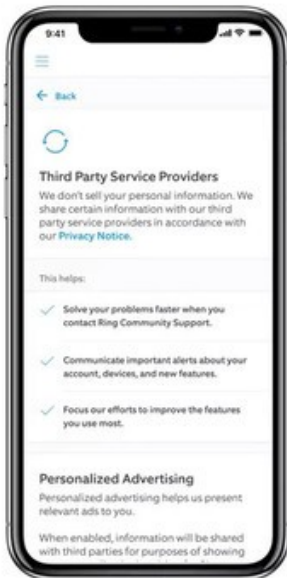 9:41
Back
Third Party Service Providers
We don't sell your personal information. We
share certain information with our third
party service providers in accordance with
our Privacy Notice.
This helps:
Solve your problems faster when you
contact Ring Community Support.
Communicate important alerts about your
account, devices, and new features.
Focus our efforts to improve the features
you use most.
Personalized Advertising
Personalized advertising helps us present
relevant ads to you.
When enabled, information will be shared
with third parties for purposes of showing